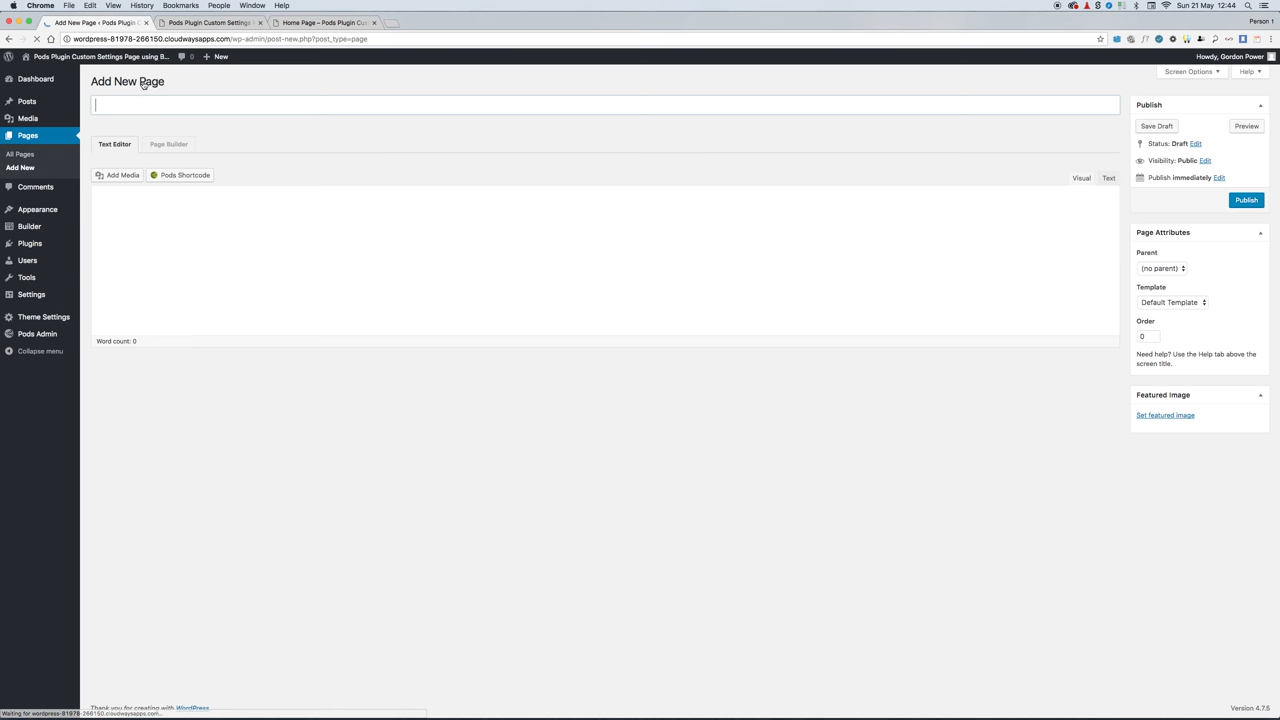 Chrome File Edit View History Bookmarks People Window Help Sun 21 May 12:44
Add New Page ‹ Pods Plugin C Pods Plugin Custom Settings Home Page – Pods Plugin Cus Person 1
wordpress-81978-266150.cloudwaysapps.com/wp-admin/post-new.php?post_type=page
Pods Plugin Custom Settings Page using B... 0 New Howdy, Gordon Power
Screen Options Help
Dashboard
Posts
Media
Pages
All Pages
Add New
Comments
Appearance
Builder
Plugins
Users
Tools
Settings
Theme Settings
Pods Admin
Collapse menu
Add New Page
Text Editor Page Builder
Add Media Pods Shortcode
Visual Text
Word count: 0
Publish
Save Draft Preview
Status: Draft Edit
Visibility: Public Edit
Publish immediately Edit
Publish
Page Attributes
Parent
(no parent)
Template
Default Template
Order
0
Need help? Use the Help tab above the
screen title.
Featured Image
Set featured image
Thank you for creating with WordPress.
Version 4.7.5
Waiting for wordpress-81978-266150.cloudwaysapps.com...